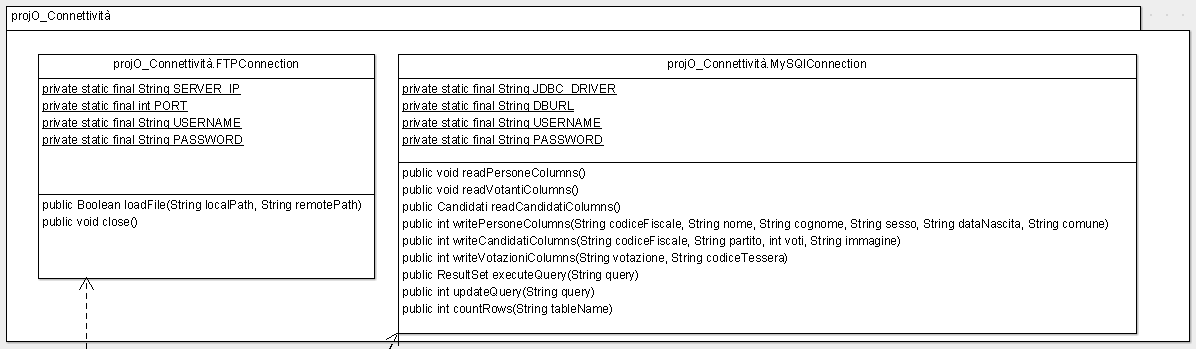 projO_Connettività
projO_Connettività.FTPConnection
private static final String SERVER_IP
private static final int PORT
private static final String USERNAME
private static final String PASSWORD
public Boolean loadFile(String localPath, String remotePath)
public void close()
projO_Connettività.MySQlConnection
private static final String JDBC_DRIVER
private static final String DBURL
private static final String USERNAME
private static final String PASSWORD
public void readPersoneColumns()
public void readVotantiColumns()
public Candidati readCandidatiColumns()
public int writePersoneColumns(String codiceFiscale, String nome, String cognome, String sesso, String dataNascita, String comune)
public int writeCandidatiColumns(String codiceFiscale, String partito, int voti, String immagine)
public int writeVotazioniColumns(String votazione, String codiceTessera)
public ResultSet executeQuery(String query)
public int updateQuery(String query)
public int countRows(String tableName)